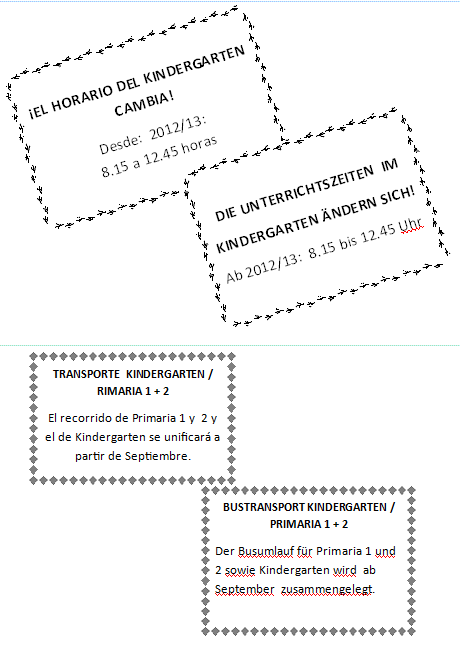 ¡EL HORARIO DEL KINDERGARTEN
CAMBIA!
Desde: 2012/13:
8.15 a 12.45 horas
DIE UNTERRICHTSZEITEN IM
KINDERGARTEN ÄNDERN SICH!
Ab 2012/13: 8.15 bis 12.45 Uhr
TRANSPORTE KINDERGARTEN /
RIMARIA 1 + 2
El recorrido de Primaria 1 y 2 y
el de Kindergarten se unificará a
partir de Septiembre.
BUSTRANSPORT KINDERGARTEN /
PRIMARIA 1 + 2
Der Busumlauf für Primaria 1 und
2 sowie Kindergarten wird ab
September zusammengelegt.